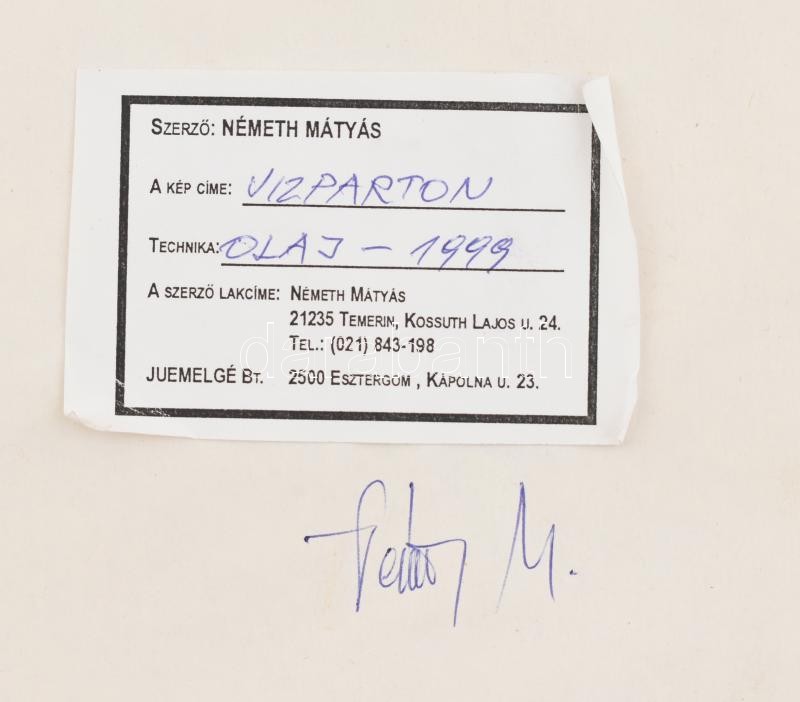 SZERZŐ: NÉMETH MÁTYÁS
A KÉP CÍME: VIZPARTON
TECHNIKA: OLAJ - 1999
A SZERZŐ LAKCÍME: NÉMETH MÁTYÁS
21235 TEMERIN, KOSSUTH LAJOS U. 24.
TEL.: (021) 843-198
darabanth
JUEMELGÉ BT. 2500 ESZTERGOM , KÁPOLNA U. 23.
M.